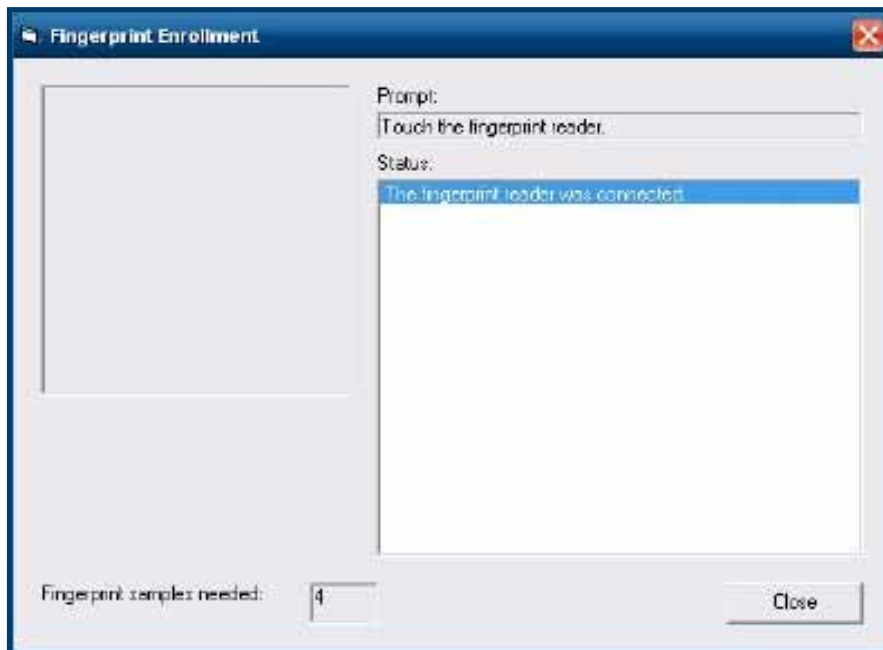 Fingerprint Enrollment
Prompt:
Touch the fingerprint reader.
Status:
The fingerprint reader was connected.
Fingerprint samples needed:
4
Close